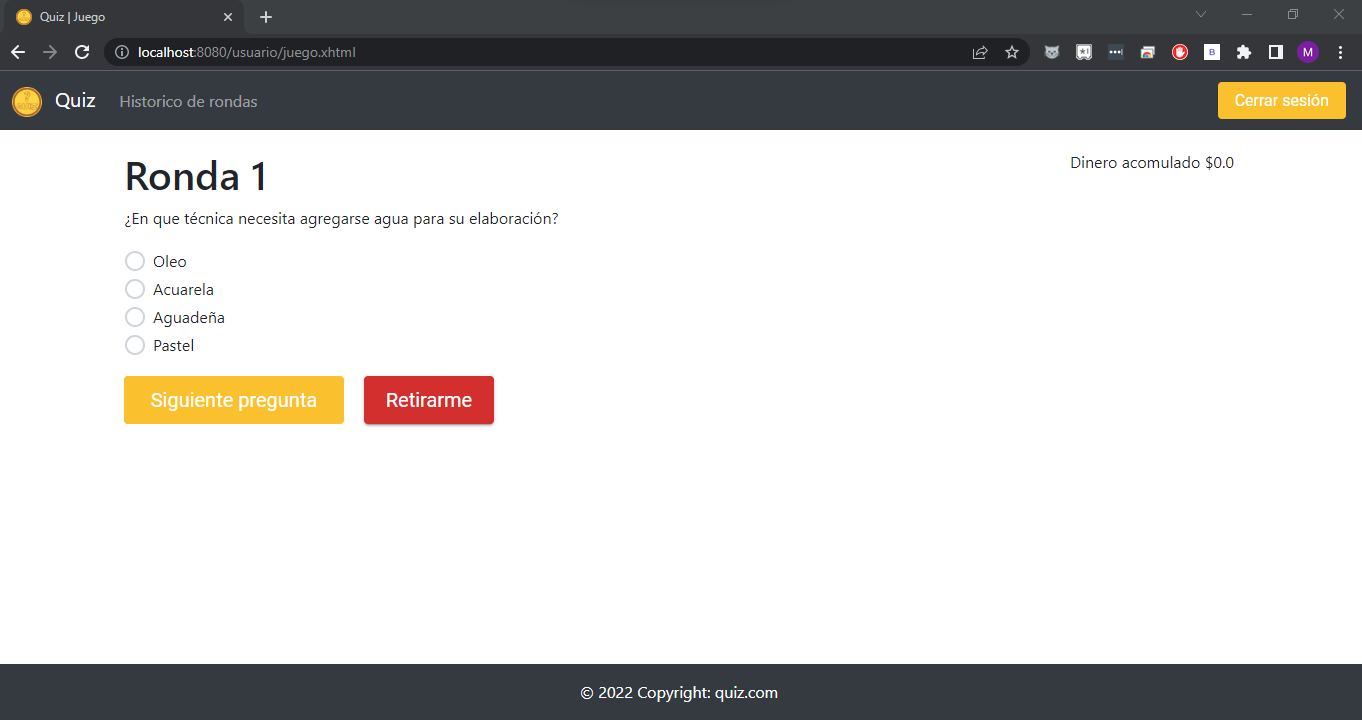 Quiz | Juego
localhost:8080/usuario/juego.xhtml
M
Quiz Historico de rondas Cerrar sesión
Ronda 1
Dinero acumulado $0.0
¿En que técnica necesita agregarse agua para su elaboración?
Oleo
Acuarela
Aguadeña
Pastel
Siguiente pregunta Retirarme
© 2022 Copyright: quiz.com